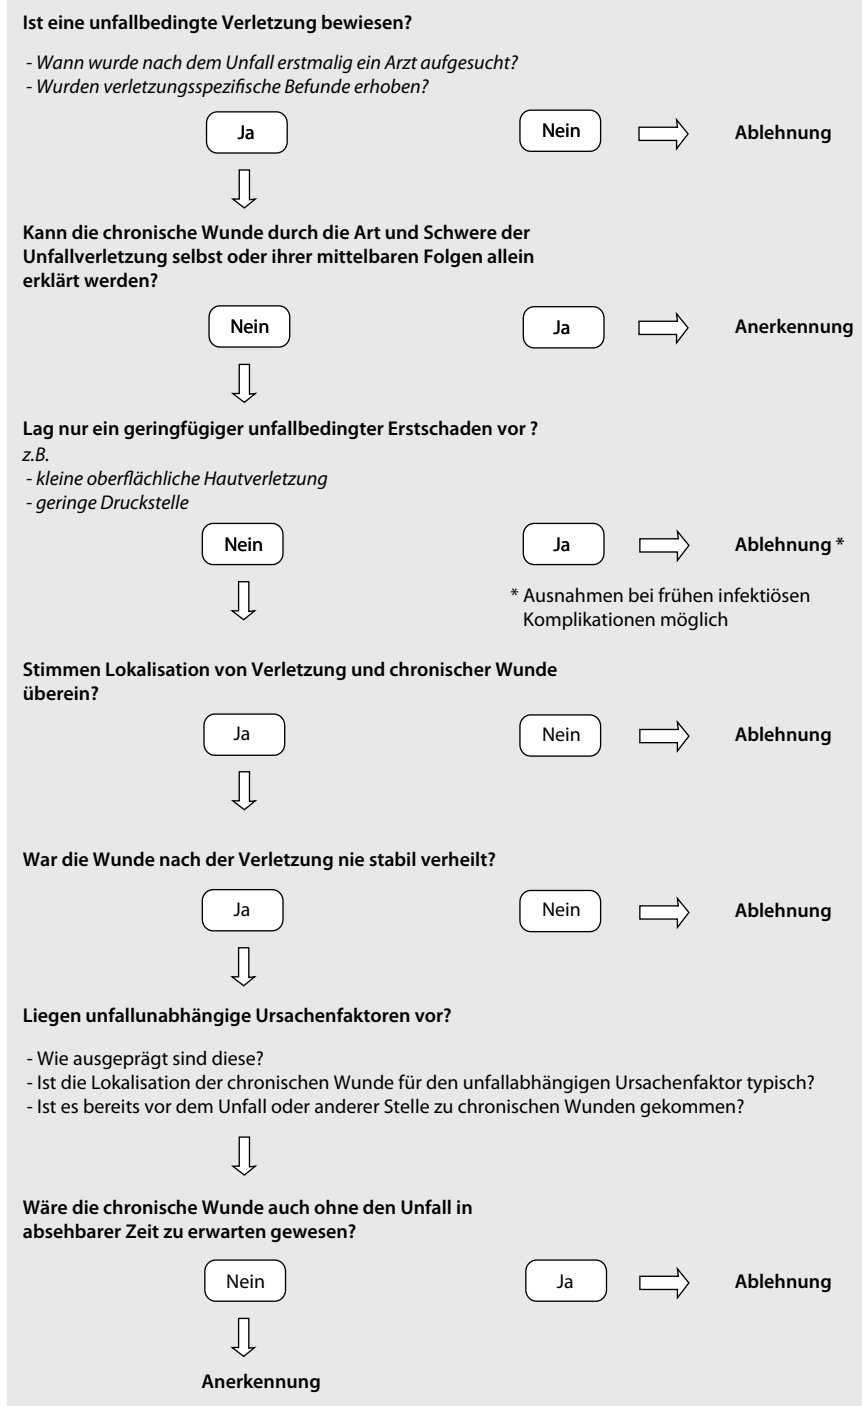 Ist eine unfallbedingte Verletzung bewiesen?
- Wann wurde nach dem Unfall erstmalig ein Arzt aufgesucht?
- Wurden verletzungsspezifische Befunde erhoben?
Ja
Nein
Ablehnung
Kann die chronische Wunde durch die Art und Schwere der
Unfallverletzung selbst oder ihrer mittelbaren Folgen allein
erklärt werden?
Nein
Ja
Anerkennung
Lag nur ein geringfügiger unfallbedingter Erstschaden vor ?
z.B.
- kleine oberflächliche Hautverletzung
- geringe Druckstelle
Nein
Ja
Ablehnung *
* Ausnahmen bei frühen infektiösen
Komplikationen möglich
Stimmen Lokalisation von Verletzung und chronischer Wunde
überein?
Ja
Nein
Ablehnung
War die Wunde nach der Verletzung nie stabil verheilt?
Ja
Nein
Ablehnung
Liegen unfallunabhängige Ursachenfaktoren vor?
- Wie ausgeprägt sind diese?
- Ist die Lokalisation der chronischen Wunde für den unfallabhängigen Ursachenfaktor typisch?
- Ist es bereits vor dem Unfall oder anderer Stelle zu chronischen Wunden gekommen?
Wäre die chronische Wunde auch ohne den Unfall in
absehbarer Zeit zu erwarten gewesen?
Nein
Ja
Ablehnung
Anerkennung